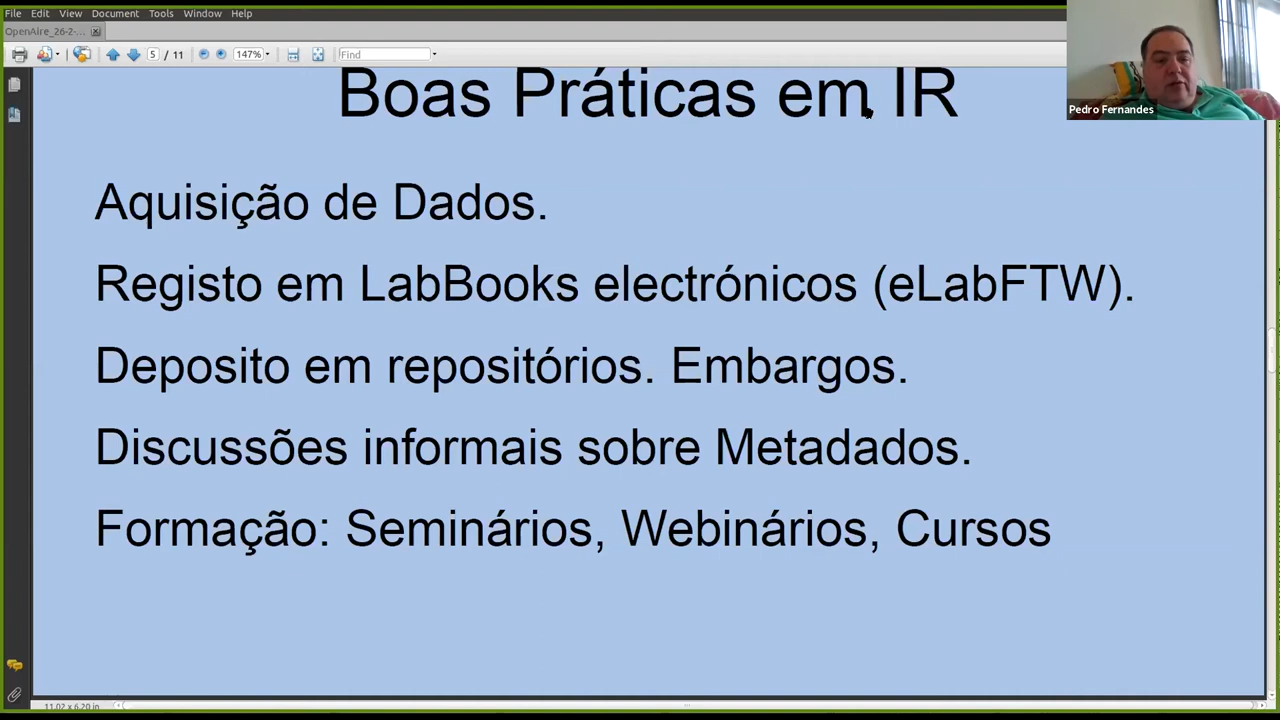 File Edit View Document Tools Window Help
OpenAire_26-2-...
5 / 11 147% Find
Boas Práticas em IR
Pedro Fernandes
Aquisição de Dados.
Registo em LabBooks electrónicos (eLabFTW).
Deposito em repositórios. Embargos.
Discussões informais sobre Metadados.
Formação: Seminários, Webinários, Cursos
11.02 x 6.20 in